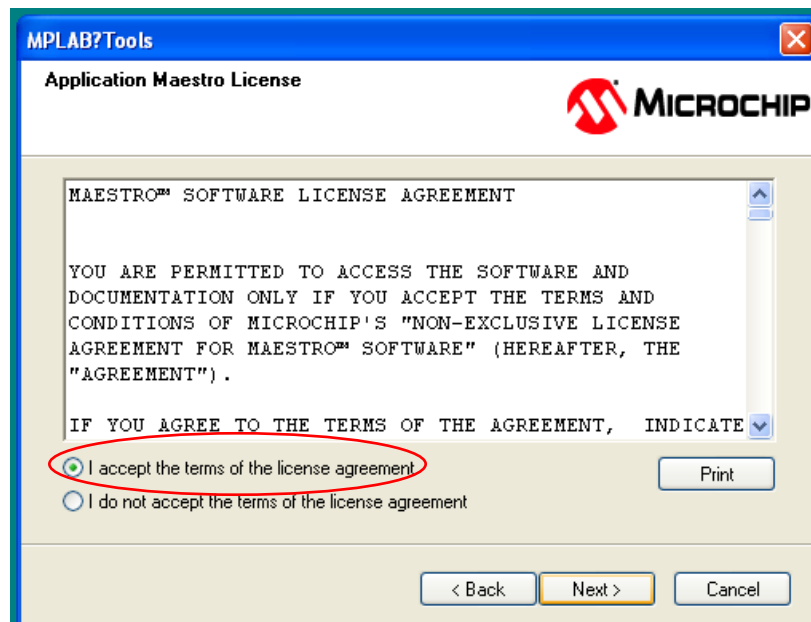 MPLAB?Tools
Application Maestro License
MICROCHIP
MAESTRO™ SOFTWARE LICENSE AGREEMENT
YOU ARE PERMITTED TO ACCESS THE SOFTWARE AND
DOCUMENTATION ONLY IF YOU ACCEPT THE TERMS AND
CONDITIONS OF MICROCHIP'S "NON-EXCLUSIVE LICENSE
AGREEMENT FOR MAESTRO™ SOFTWARE" (HEREAFTER, THE
"AGREEMENT").
IF YOU AGREE TO THE TERMS OF THE AGREEMENT, INDICATE
I accept the terms of the license agreement
Print
I do not accept the terms of the license agreement
< Back Next > Cancel